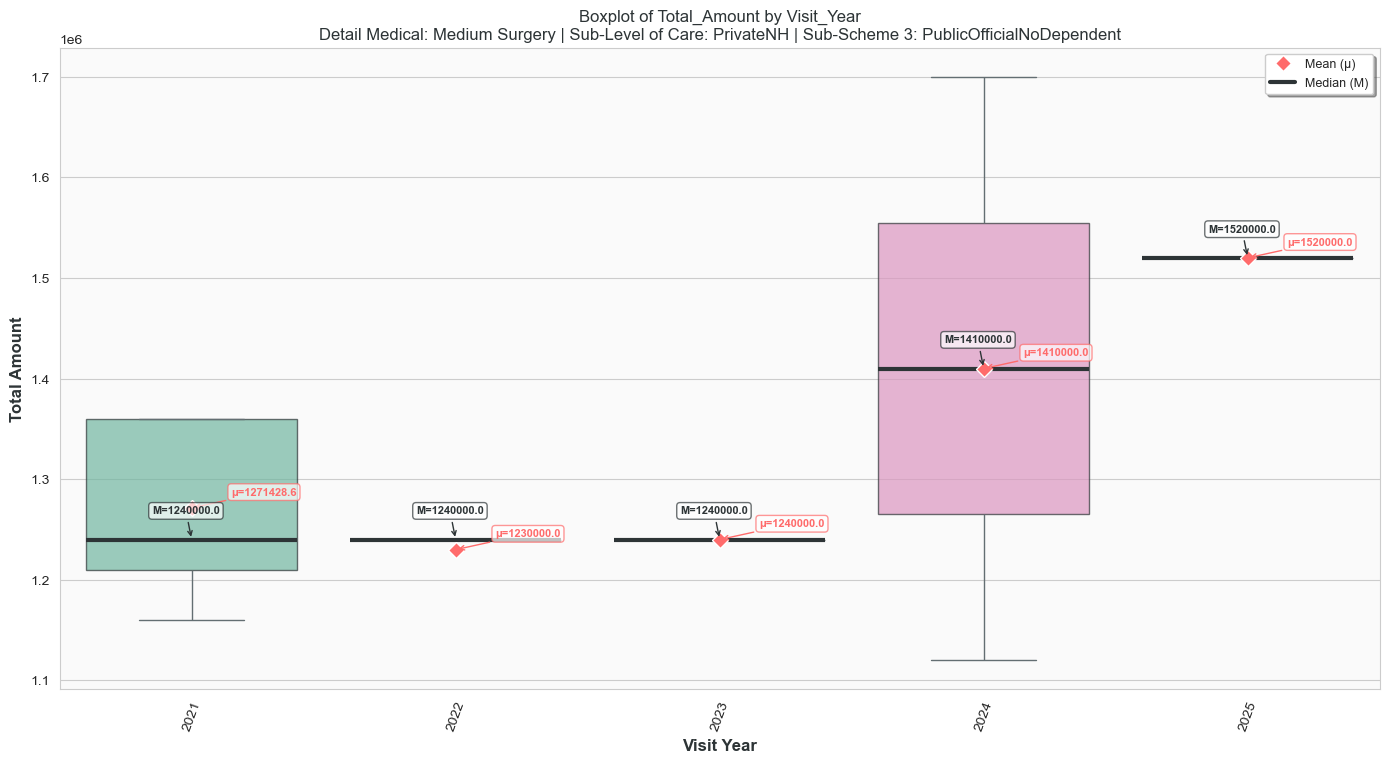 Boxplot of Total_Amount by Visit_Year
Detail Medical: Medium Surgery | Sub-Level of Care: PrivateNH | Sub-Scheme 3: PublicOfficialNoDependent
1e6
Mean (μ)
Median (M)
1.7
1.6
1.5
1.4
1.3
1.2
1.1
Total Amount
M=1240000.0
μ=1271428.6
M=1240000.0
μ=1230000.0
M=1240000.0
μ=1240000.0
M=1410000.0
μ=1410000.0
M=1520000.0
μ=1520000.0
2021
2022
2023
2024
2025
Visit Year